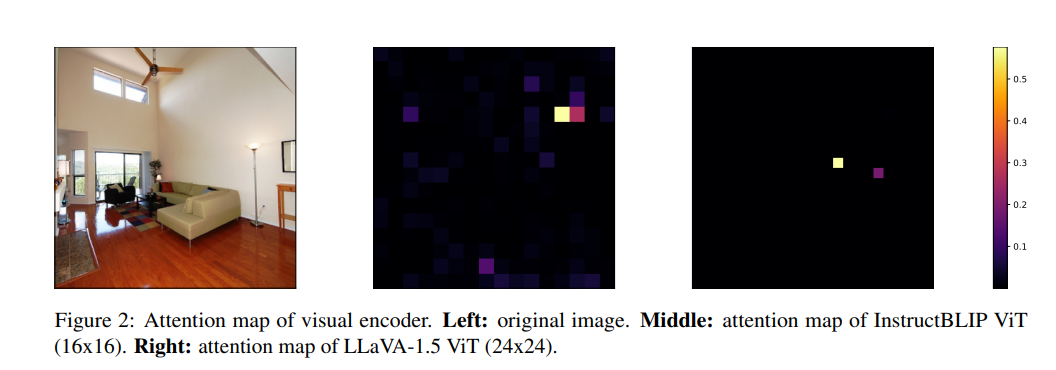 0.5
0.4
0.3
0.2
0.1
Figure 2: Attention map of visual encoder. Left: original image. Middle: attention map of InstructBLIP ViT
(16x16). Right: attention map of LLaVA-1.5 ViT (24x24).